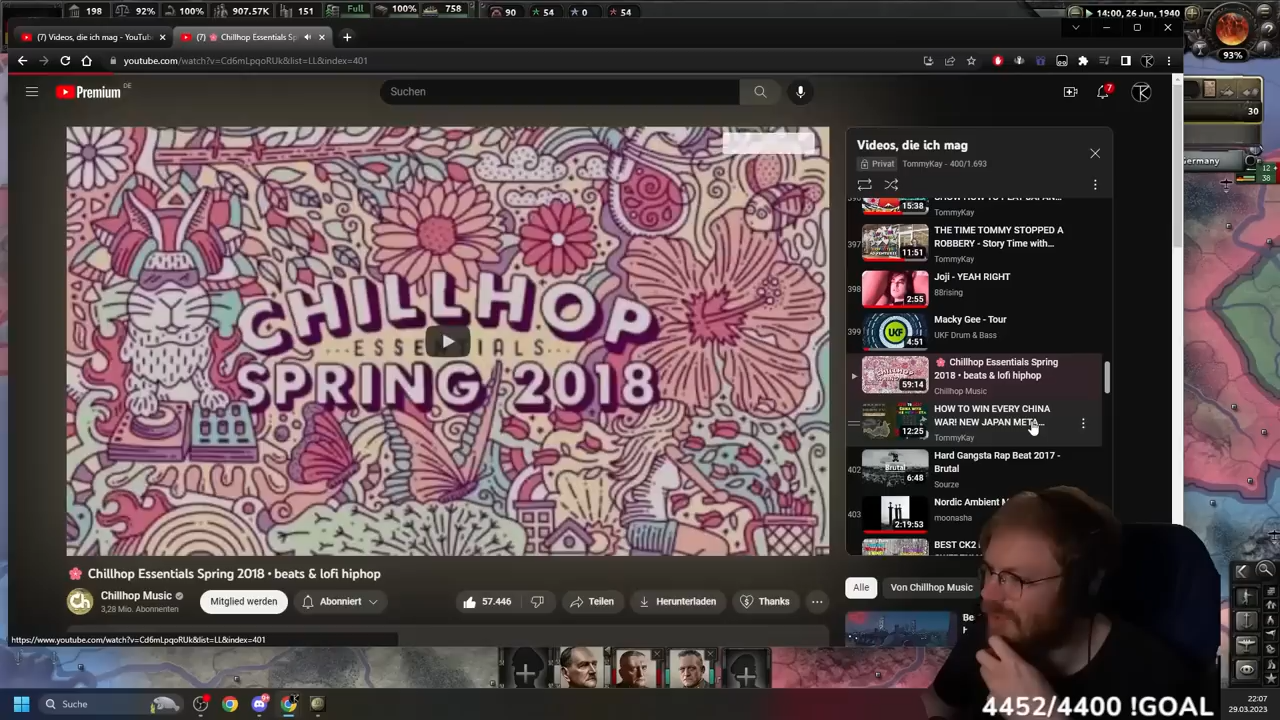 198
92%
100%
907.57K
151
Full
100%
758
90
54
0
54
14:00, 26 Jun, 1940
93%
(7) Videos, die ich mag - YouTub
(7) 🌸 Chillhop Essentials Sp
youtube.com/watch?v=Cd6mLpqoRUk&list=LL&index=401
Premium DE
Suchen
7
TK
30
Germany
12
38
CHILLHOP
ESSENTIALS
SPRING 2018
Videos, die ich mag
Privat TommyKay - 400/1.693
15:38
TommyKay
397
THE TIME TOMMY STOPPED A
ROBBERY - Story Time with...
11:51
TommyKay
398
Joji - YEAH RIGHT
88rising
2:55
399
Macky Gee - Tour
UKF Drum & Bass
UKF
4:51
🌸 Chillhop Essentials Spring
2018 • beats & lofi hiphop
59:14
Chillhop Music
HOW TO WIN EVERY CHINA
WAR! NEW JAPAN META...
12:25
TommyKay
402
Hard Gangsta Rap Beat 2017 -
Brutal
Brutal
6:48
Sourze
403
Nordic Ambient M
moonasha
2:19:53
BEST CK2
🌸 Chillhop Essentials Spring 2018 • beats & lofi hiphop
Ch
Chillhop Music
3,28 Mio. Abonnenten
Mitglied werden
Abonniert
57.446
Teilen
Herunterladen
Thanks
Alle
Von Chillhop Music
Be
https://www.youtube.com/watch?v=Cd6mLpqoRUk&list=LL&index=401
4452/4400 !GOAL
Suche
22:07
29.03.2023